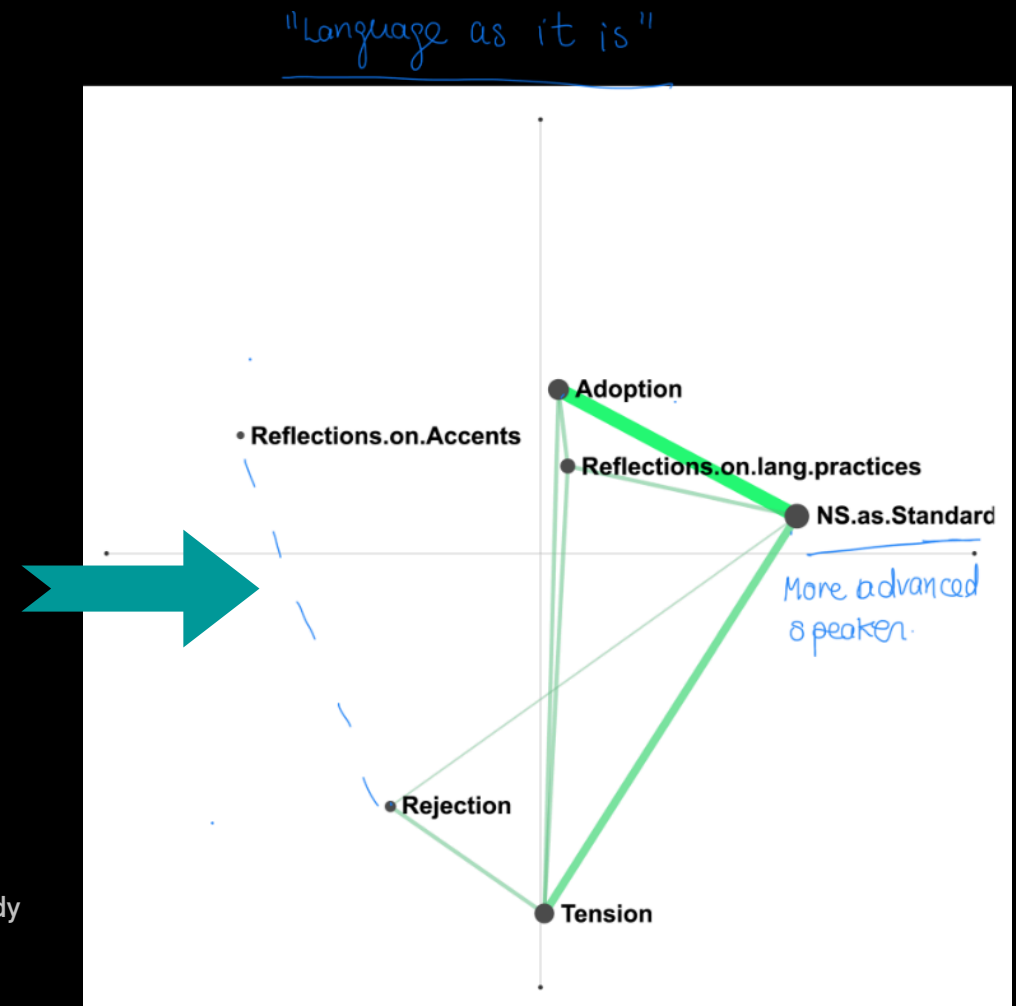 "Language as it is"
Adoption
Reflections.on.Accents
Reflections.on.lang.practices
NS.as.Standard
More advanced
speaker.
Rejection
dy
Tension